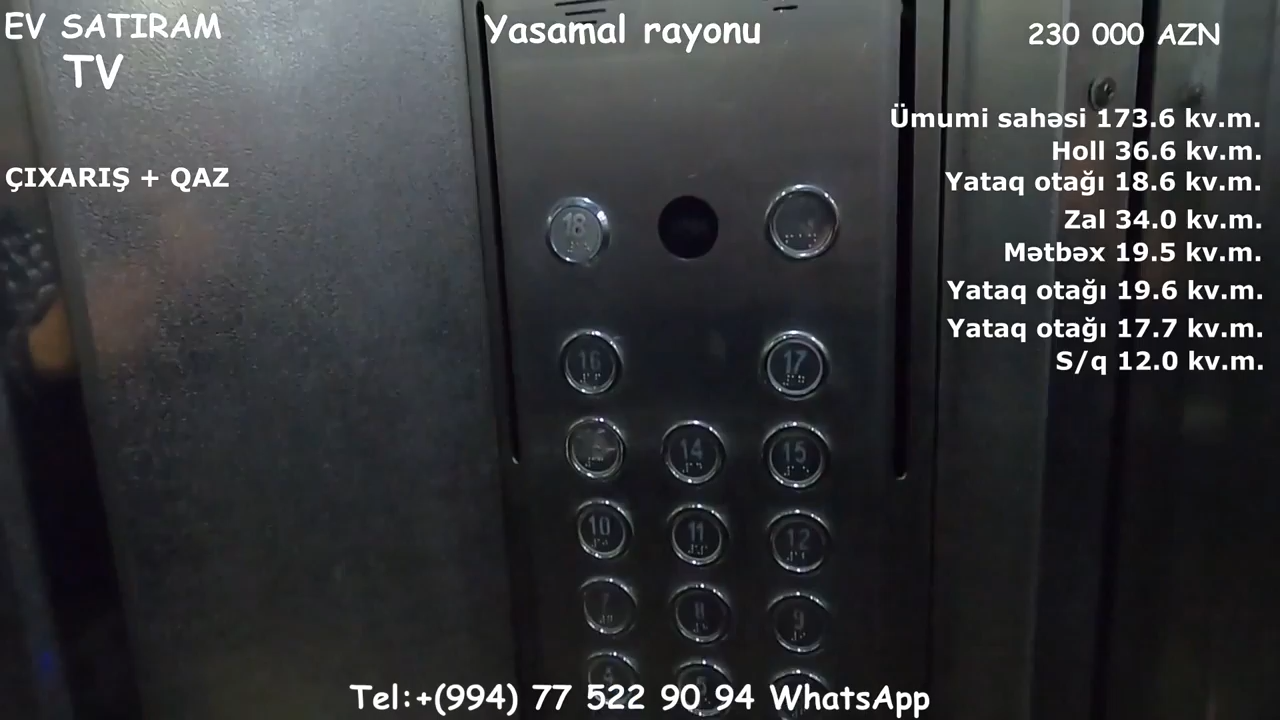 EV SATIRAM
TV
Yasamal rayonu
230 000 AZN
ÇIXARIŞ + QAZ
Ümumi sahəsi 173.6 kv.m.
Holl 36.6 kv.m.
Yataq otağı 18.6 kv.m.
Zal 34.0 kv.m.
Mətbəx 19.5 kv.m.
Yataq otağı 19.6 kv.m.
Yataq otağı 17.7 kv.m.
S/q 12.0 kv.m.
18
16 17
14 15
10 11 12
7 8 9
4 5
Tel:+(994) 77 522 90 94 WhatsApp